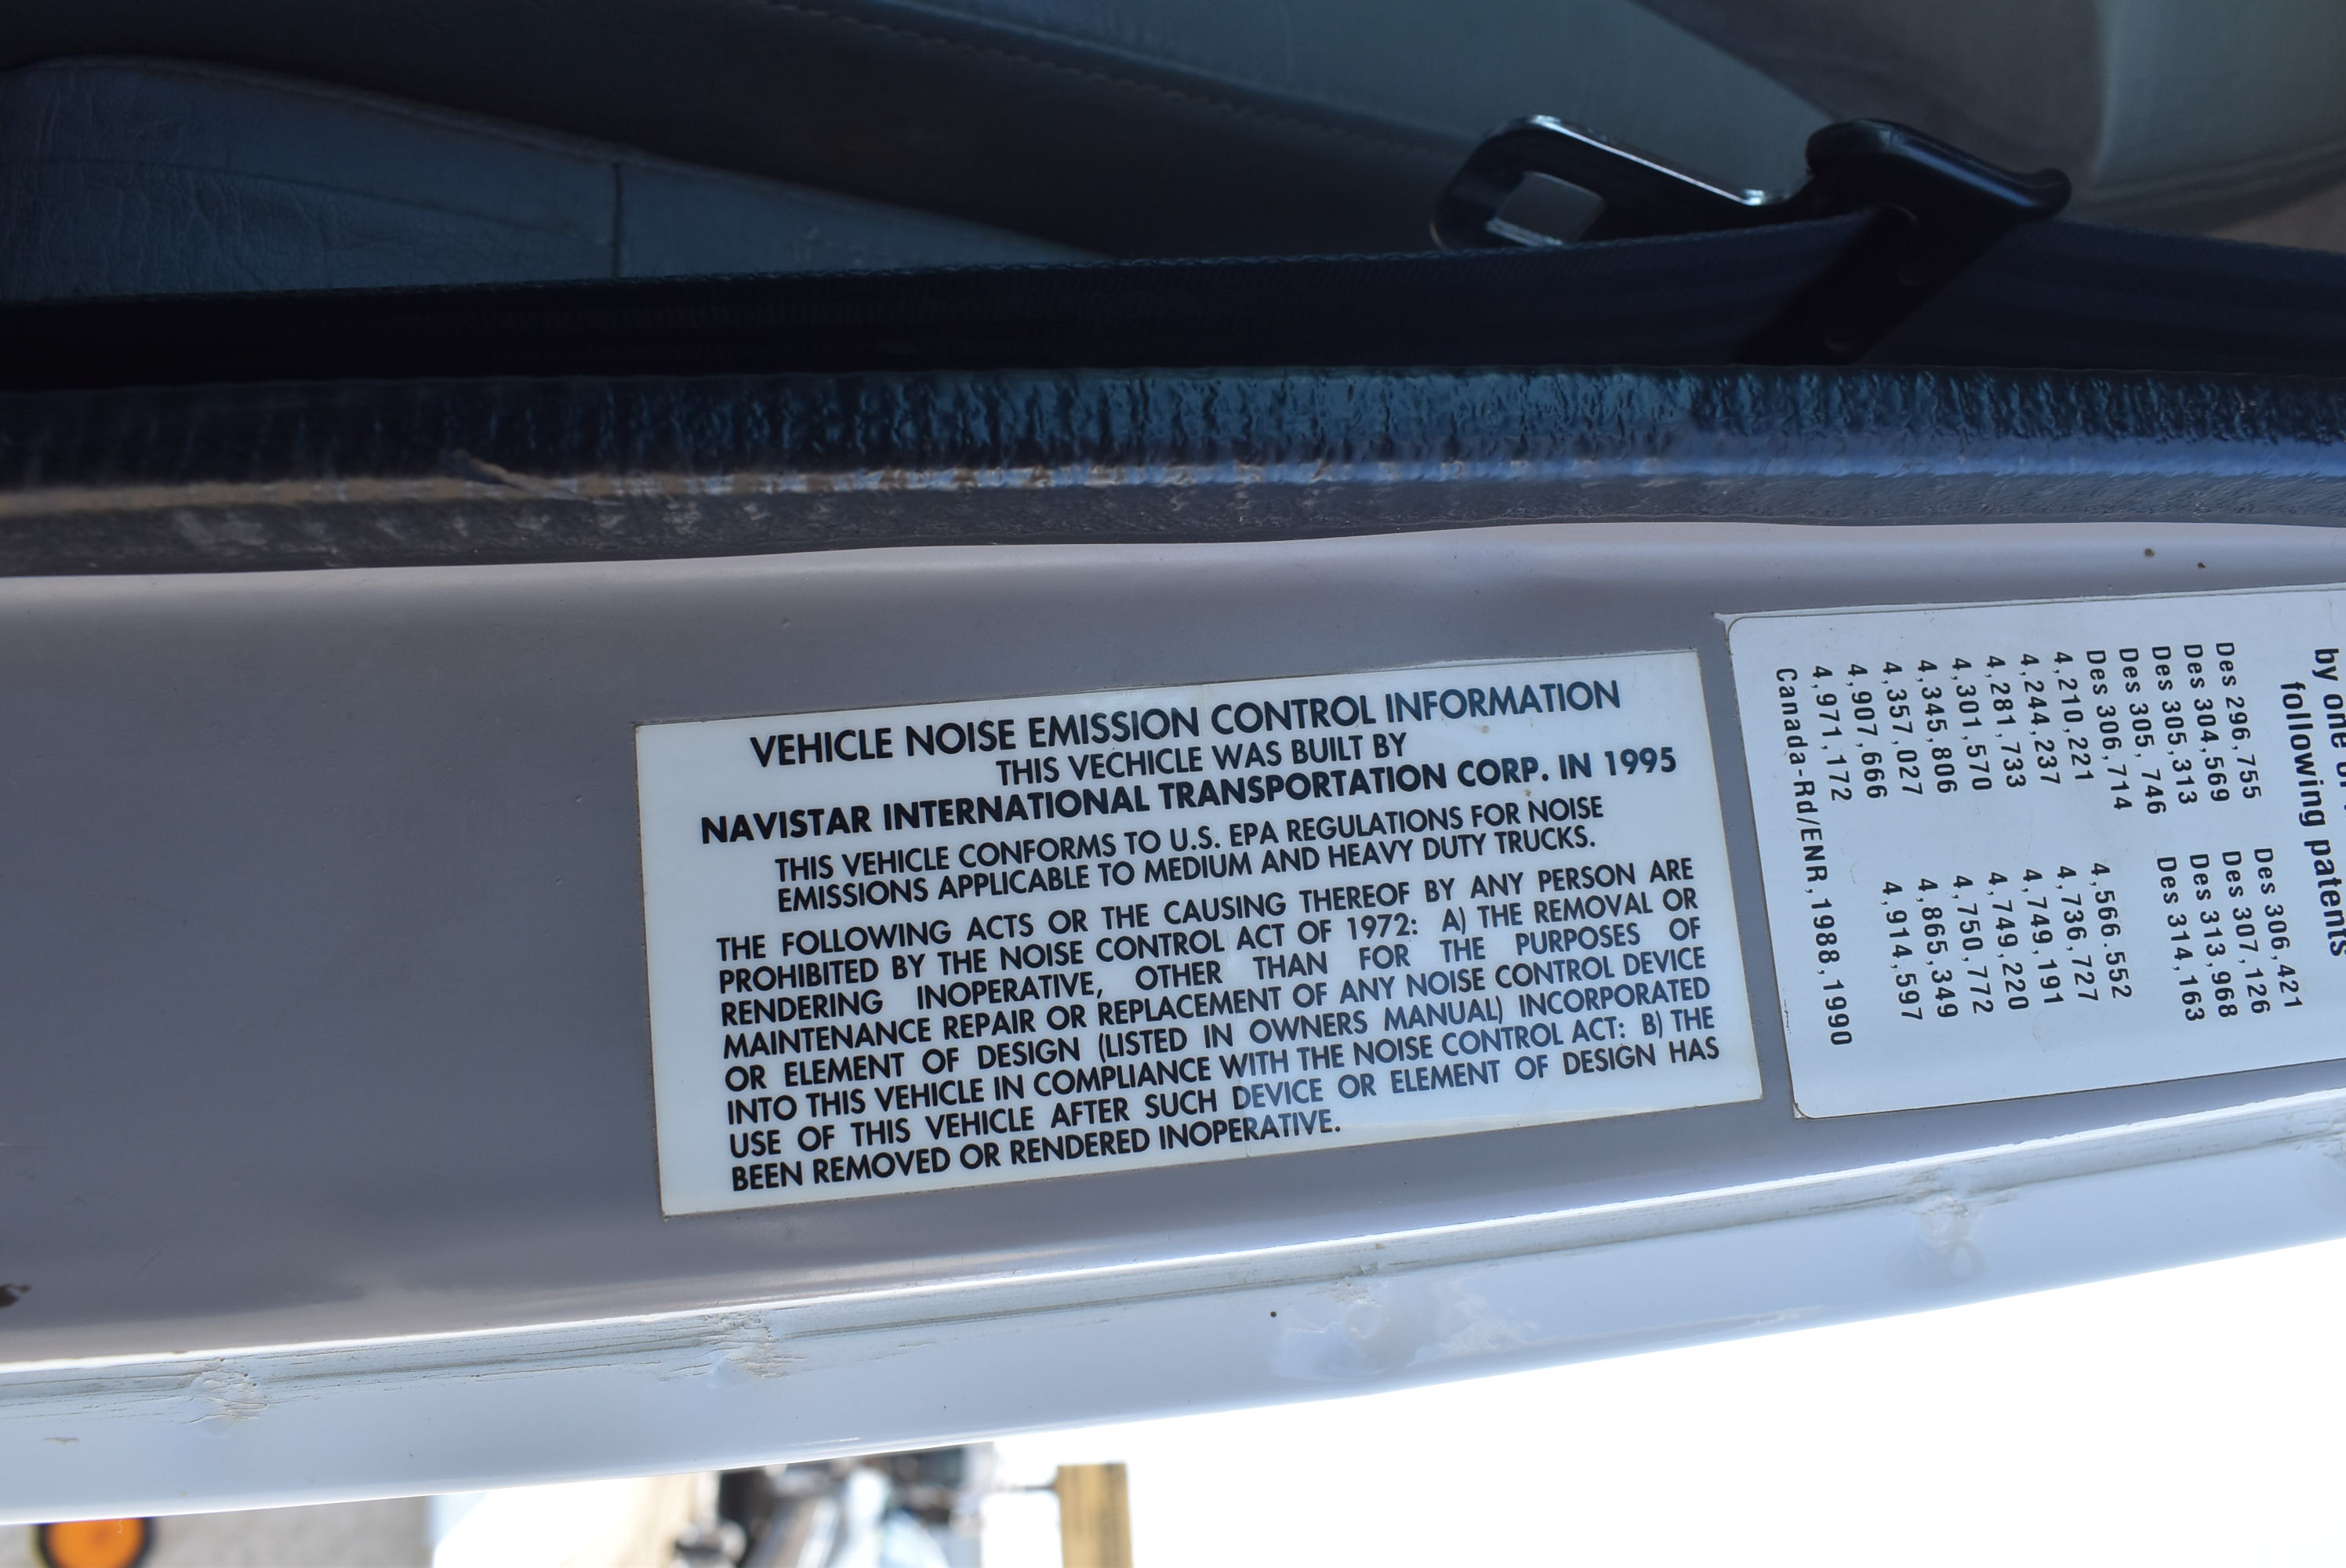 VEHICLE NOISE EMISSION CONTROL INFORMATION
THIS VECHICLE WAS BUILT BY
NAVISTAR INTERNATIONAL TRANSPORTATION CORP. IN 1995
THIS VEHICLE CONFORMS TO U.S. EPA REGULATIONS FOR NOISE
EMISSIONS APPLICABLE TO MEDIUM AND HEAVY DUTY TRUCKS.
THE FOLLOWING ACTS OR THE CAUSING THEREOF BY ANY PERSON ARE
PROHIBITED BY THE NOISE CONTROL ACT OF 1972: A) THE REMOVAL OR
RENDERING INOPERATIVE, OTHER THAN FOR THE PURPOSES OF
MAINTENANCE REPAIR OR REPLACEMENT OF ANY NOISE CONTROL DEVICE
OR ELEMENT OF DESIGN (LISTED IN OWNERS MANUAL) INCORPORATED
INTO THIS VEHICLE IN COMPLIANCE WITH THE NOISE CONTROL ACT: B) THE
USE OF THIS VEHICLE AFTER SUCH DEVICE OR ELEMENT OF DESIGN HAS
BEEN REMOVED OR RENDERED INOPERATIVE.
by one
following patents
Des 296,755 Des 306,421
Des 304,569 Des 307,126
Des 305,313 Des 313,968
Des 305,746 Des 314,163
Des 306,714
4,210,221 4,566.552
4,244,237 4,736,727
4,281,733 4,749,191
4,301,570 4,749,220
4,345,806 4,750,772
4,357,027 4,865,349
4,907,666 4,914,597
4,971,172
Canada-Rd/ENR,1988,1990